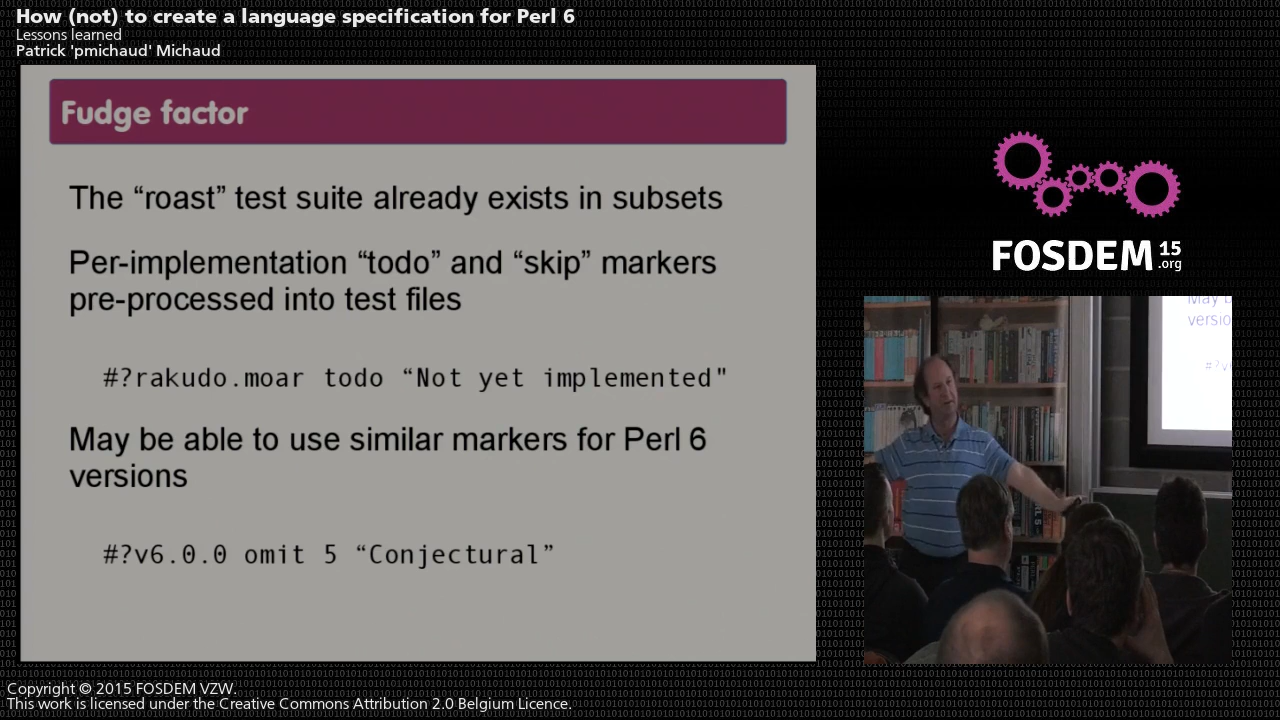 How (not) to create a language specification for Perl 6
Lessons learned
Patrick 'pmichaud' Michaud
Fudge factor
The “roast” test suite already exists in subsets
Per-implementation “todo” and “skip” markers
pre-processed into test files
#?rakudo.moar todo “Not yet implemented"
May be able to use similar markers for Perl 6
versions
#?v6.0.0 omit 5 “Conjectural”
FOSDEM 15
.org
May b
versio
#?v
Copyright © 2015 FOSDEM VZW.
This work is licensed under the Creative Commons Attribution 2.0 Belgium Licence.